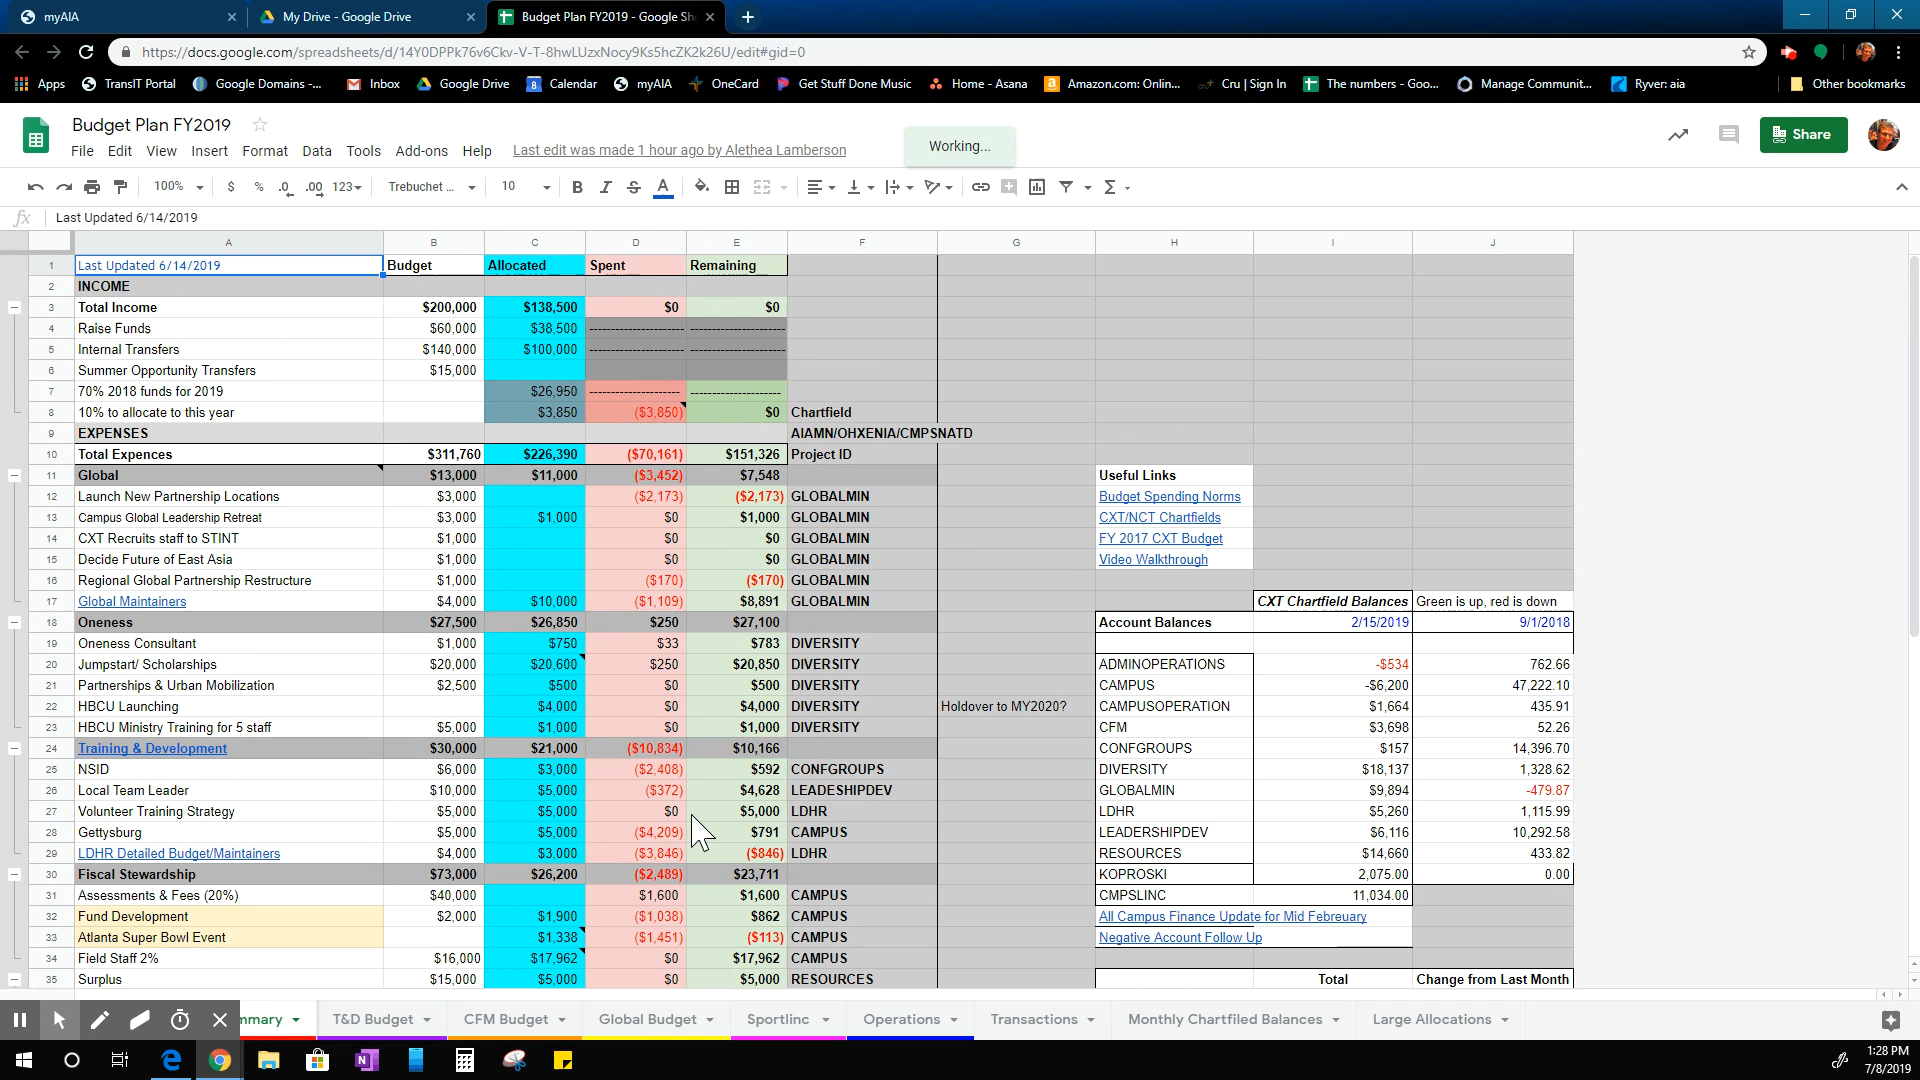 myAIA
My Drive - Google Drive
Budget Plan FY2019 - Google Sh
https://docs.google.com/spreadsheets/d/14Y0DPPk76v6Ckv-V-T-8hwLUzxNocy9Ks5hcZK2k26U/edit#gid=0
Apps TransIT Portal Google Domains -... Inbox Google Drive 8 Calendar myAIA OneCard Get Stuff Done Music Home - Asana Amazon.com: Onlin... Cru | Sign In The numbers - Goo... Manage Communit... Ryver: aia Other bookmarks
Budget Plan FY2019
Working...
Share
File Edit View Insert Format Data Tools Add-ons Help Last edit was made 1 hour ago by Alethea Lamberson
100% $ % .0 .00 123 Trebuchet ... 10 B I S A Σ
fx Last Updated 6/14/2019
A B C D E F G H I J
1 Last Updated 6/14/2019 Budget Allocated Spent Remaining
2 INCOME
3 Total Income $200,000 $138,500 $0 $0
4 Raise Funds $60,000 $38,500 ---------------------- ----------------------
5 Internal Transfers $140,000 $100,000 ---------------------- ----------------------
6 Summer Opportunity Transfers $15,000
7 70% 2018 funds for 2019 $26,950 --------------------- ---------------------
8 10% to allocate to this year $3,850 ($3,850) $0 Chartfield
9 EXPENSES AIAMN/OHXENIA/CMPSNATD
10 Total Expences $311,760 $226,390 ($70,161) $151,326 Project ID
11 Global $13,000 $11,000 ($3,452) $7,548 Useful Links
12 Launch New Partnership Locations $3,000 ($2,173) ($2,173) GLOBALMIN Budget Spending Norms
13 Campus Global Leadership Retreat $3,000 $1,000 $0 $1,000 GLOBALMIN CXT/NCT Chartfields
14 CXT Recruits staff to STINT $1,000 $0 $0 GLOBALMIN FY 2017 CXT Budget
15 Decide Future of East Asia $1,000 $0 $0 GLOBALMIN Video Walkthrough
16 Regional Global Partnership Restructure $1,000 ($170) ($170) GLOBALMIN
17 Global Maintainers $4,000 $10,000 ($1,109) $8,891 GLOBALMIN CXT Chartfield Balances Green is up, red is down
18 Oneness $27,500 $26,850 $250 $27,100 Account Balances 2/15/2019 9/1/2018
19 Oneness Consultant $1,000 $750 $33 $783 DIVERSITY
20 Jumpstart/ Scholarships $20,000 $20,600 $250 $20,850 DIVERSITY ADMINOPERATIONS -$534 762.66
21 Partnerships & Urban Mobilization $2,500 $500 $0 $500 DIVERSITY CAMPUS -$6,200 47,222.10
22 HBCU Launching $4,000 $0 $4,000 DIVERSITY Holdover to MY2020? CAMPUSOPERATION $1,664 435.91
23 HBCU Ministry Training for 5 staff $5,000 $1,000 $0 $1,000 DIVERSITY CFM $3,698 52.26
24 Training & Development $30,000 $21,000 ($10,834) $10,166 CONFGROUPS $157 14,396.70
25 NSID $6,000 $3,000 ($2,408) $592 CONFGROUPS DIVERSITY $18,137 1,328.62
26 Local Team Leader $10,000 $5,000 ($372) $4,628 LEADESHIPDEV GLOBALMIN $9,894 -479.87
27 Volunteer Training Strategy $5,000 $5,000 $0 $5,000 LDHR LDHR $5,260 1,115.99
28 Gettysburg $5,000 $5,000 ($4,209) $791 CAMPUS LEADERSHIPDEV $6,116 10,292.58
29 LDHR Detailed Budget/Maintainers $4,000 $3,000 ($3,846) ($846) LDHR RESOURCES $14,660 433.82
30 Fiscal Stewardship $73,000 $26,200 ($2,489) $23,711 KOPROSKI 2,075.00 0.00
31 Assessments & Fees (20%) $40,000 $1,600 $1,600 CAMPUS CMPSLINC 11,034.00
32 Fund Development $2,000 $1,900 ($1,038) $862 CAMPUS All Campus Finance Update for Mid Febreuary
33 Atlanta Super Bowl Event $1,338 ($1,451) ($113) CAMPUS Negative Account Follow Up
34 Field Staff 2% $16,000 $17,962 $0 $17,962 CAMPUS
35 Surplus $15,000 $5,000 $0 $5,000 RESOURCES Total Change from Last Month
mmary T&D Budget CFM Budget Global Budget Sportlinc Operations Transactions Monthly Chartfiled Balances Large Allocations
1:28 PM
7/8/2019